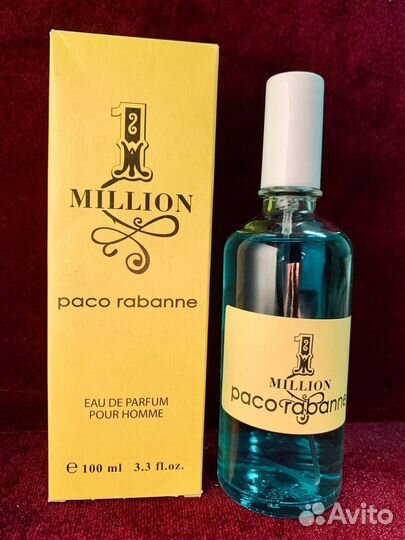 1
MILLION
paco rabanne
EAU DE PARFUM
POUR HOMME
e 100 ml 3.3 fl.oz.
1
MILLION
paco rabanne
Avito